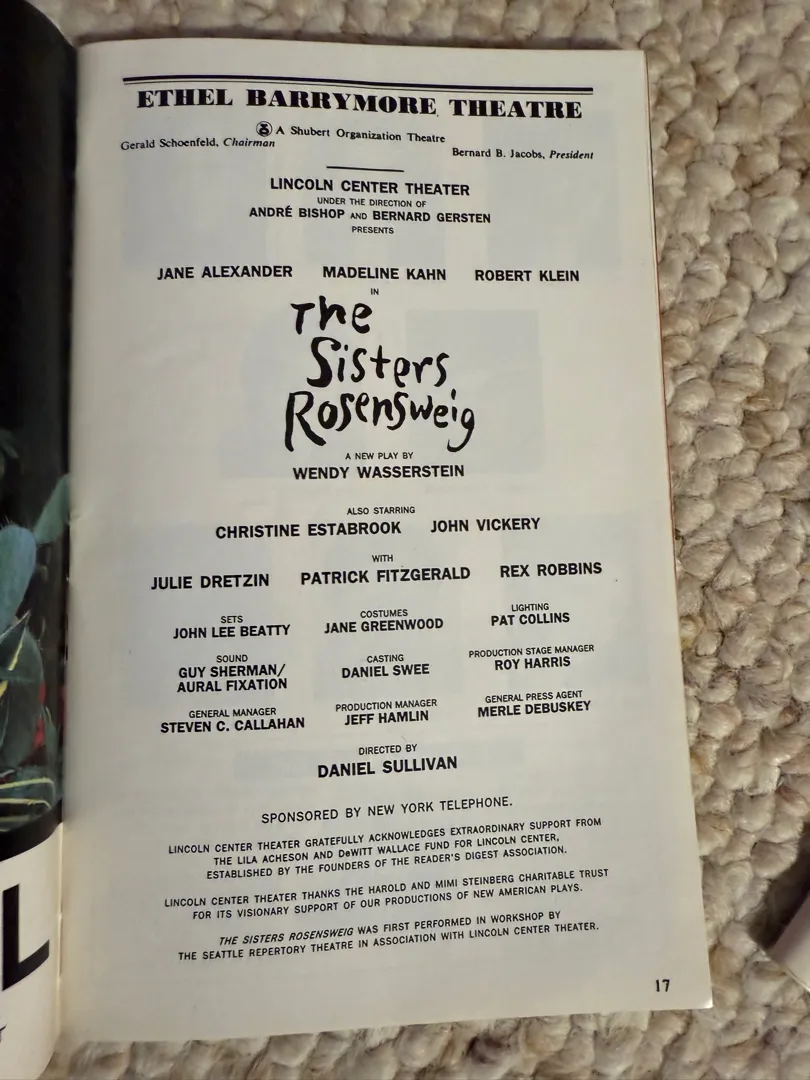 ETHEL BARRYMORE THEATRE
A Shubert Organization Theatre
Gerald Schoenfeld, Chairman
Bernard B. Jacobs, President
LINCOLN CENTER THEATER
UNDER THE DIRECTION OF
ANDRÉ BISHOP AND BERNARD GERSTEN
PRESENTS
JANE ALEXANDER MADELINE KAHN ROBERT KLEIN
IN
The
Sisters
Rosensweig
A NEW PLAY BY
WENDY WASSERSTEIN
ALSO STARRING
CHRISTINE ESTABROOK JOHN VICKERY
WITH
JULIE DRETZIN PATRICK FITZGERALD REX ROBBINS
SETS COSTUMES LIGHTING
JOHN LEE BEATTY JANE GREENWOOD PAT COLLINS
SOUND CASTING PRODUCTION STAGE MANAGER
GUY SHERMAN/ DANIEL SWEE ROY HARRIS
AURAL FIXATION
GENERAL MANAGER PRODUCTION MANAGER GENERAL PRESS AGENT
STEVEN C. CALLAHAN JEFF HAMLIN MERLE DEBUSKEY
DIRECTED BY
DANIEL SULLIVAN
SPONSORED BY NEW YORK TELEPHONE.
LINCOLN CENTER THEATER GRATEFULLY ACKNOWLEDGES EXTRAORDINARY SUPPORT FROM
THE LILA ACHESON AND DeWITT WALLACE FUND FOR LINCOLN CENTER,
ESTABLISHED BY THE FOUNDERS OF THE READER'S DIGEST ASSOCIATION.
LINCOLN CENTER THEATER THANKS THE HAROLD AND MIMI STEINBERG CHARITABLE TRUST
FOR ITS VISIONARY SUPPORT OF OUR PRODUCTIONS OF NEW AMERICAN PLAYS.
THE SISTERS ROSENSWEIG WAS FIRST PERFORMED IN WORKSHOP BY
THE SEATTLE REPERTORY THEATRE IN ASSOCIATION WITH LINCOLN CENTER THEATER.
17
L